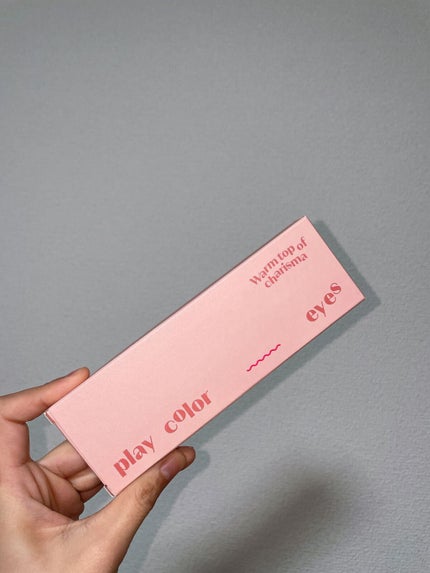 Warm top of
charisma
eyes
play color